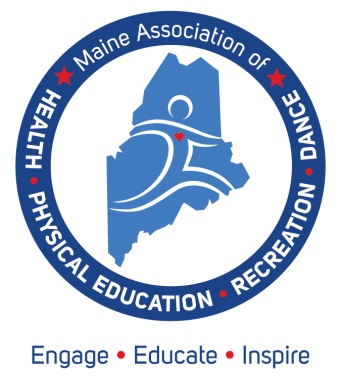 Maine Association of
HEALTH • PHYSICAL EDUCATION • RECREATION • DANCE
Engage • Educate • Inspire